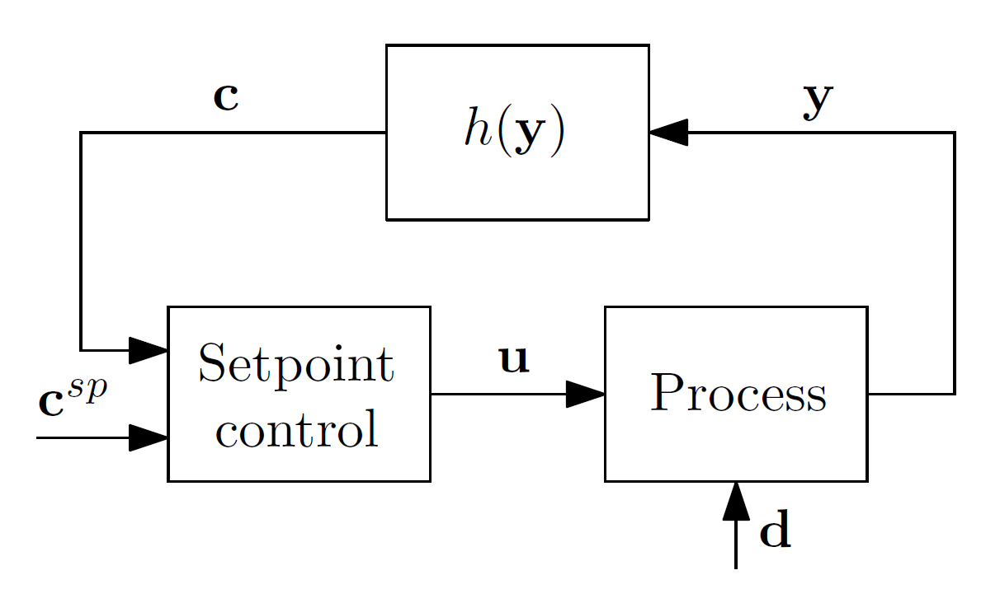 c
h(y)
y
c^{sp}
Setpoint
control
u
Process
d